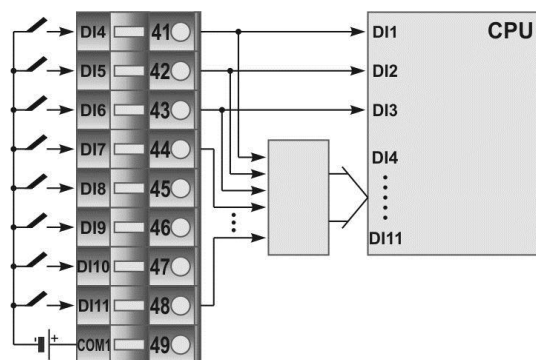 DI4 41 DI1 CPU
DI5 42 DI2
DI6 43 DI3
DI7 44 DI4
DI8 45
DI9 46 DI11
DI10 47
DI11 48
- + COM1 49